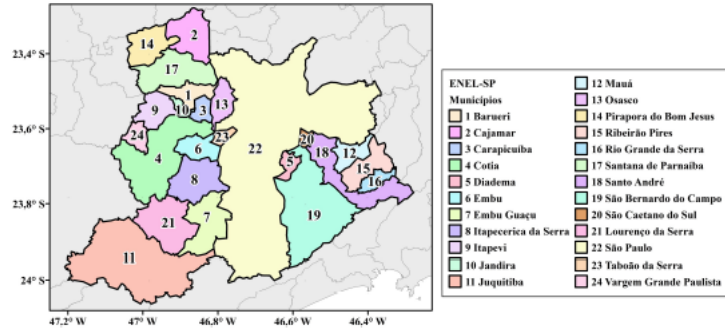 23,4° 
23,6°
23,8°
24° 
47,2° W
47° W
46,8° W
46,6° W
46,4° W
14
2
17
1
10
3
13
9
24
23
4
6
22
20
5
18
12
15
16
8
19
21
7
11
ENEL-SP
Municípios
1 Barueri
2 Cajamar
3 Carapicuíba
4 Cotia
5 Diadema
6 Embu
7 Embu Guaçu
8 Itapecerica da Serra
9 Itapevi
10 Jandira
11 Juquitiba
12 Mauá
13 Osasco
14 Pirapora do Bom Jesus
15 Ribeirão Pires
16 Rio Grande da Serra
17 Santana de Parnaíba
18 Santo André
19 São Bernardo do Campo
20 São Caetano do Sul
21 Lourenço da Serra
22 São Paulo
23 Taboão da Serra
24 Vargem Grande Paulista